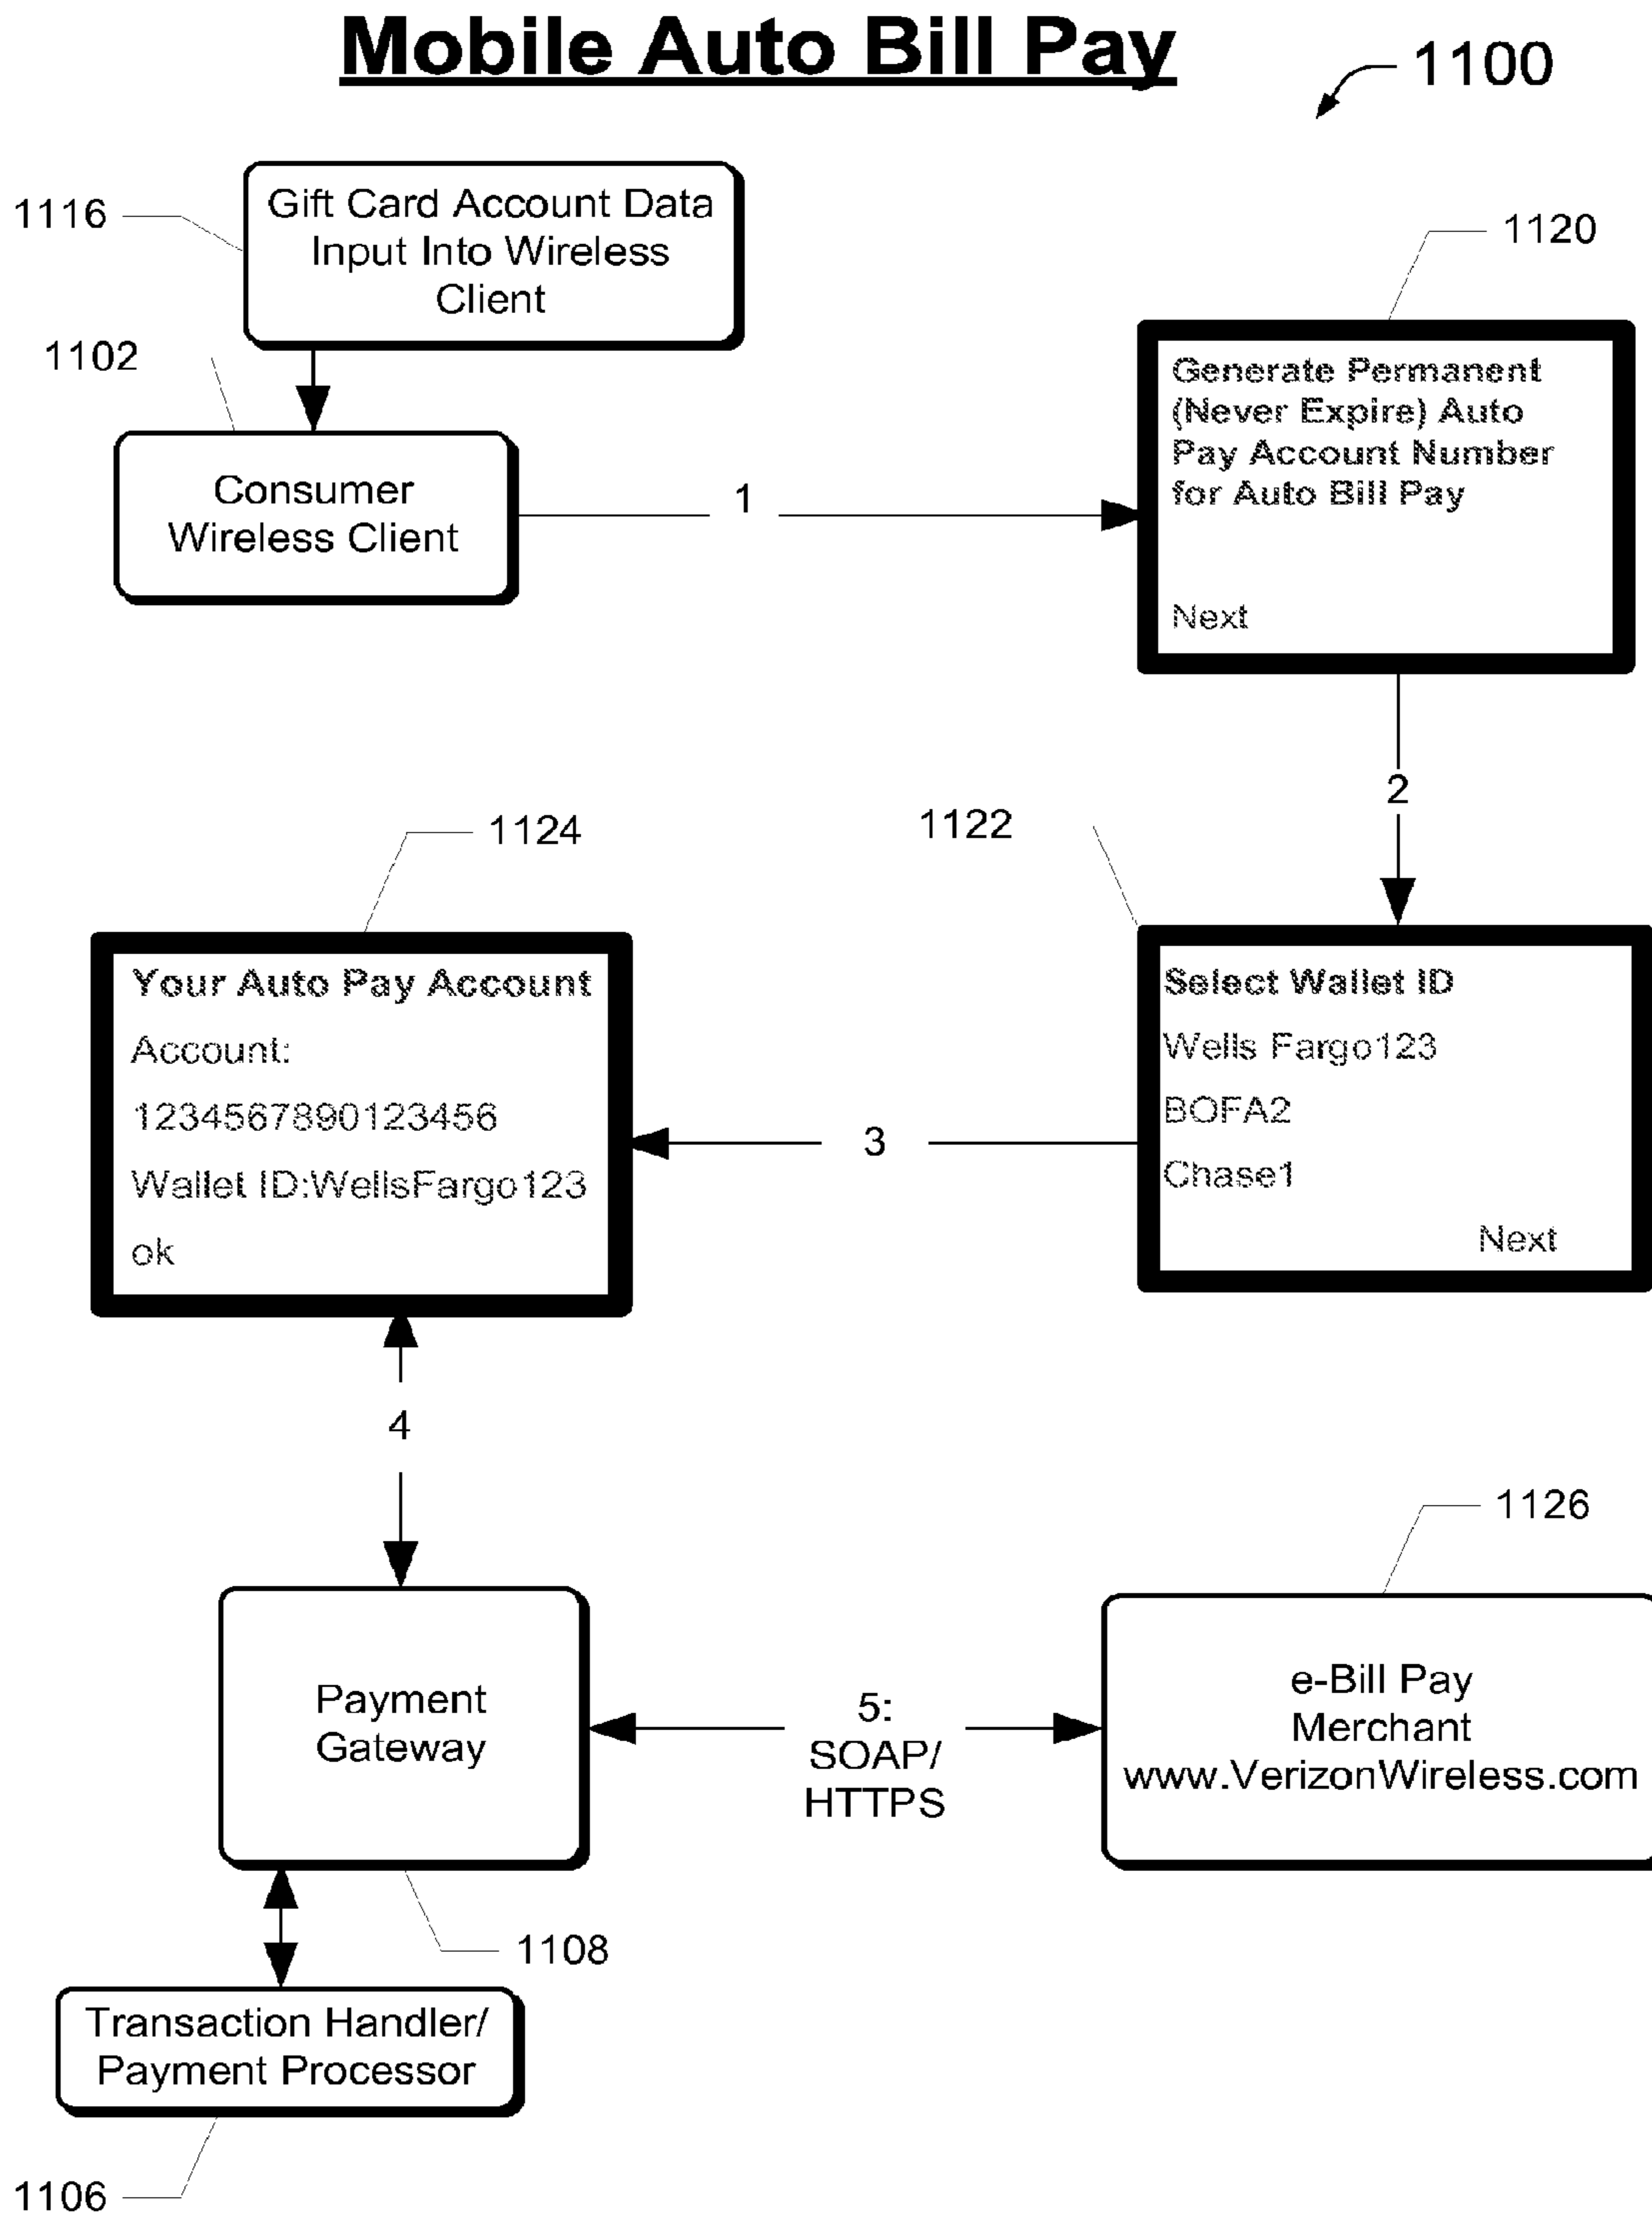 Mobile Auto Bill Pay
1100
1116
Gift Card Account Data
Input Into Wireless
Client
1120
1102
Consumer
Wireless Client
1
Generate Permanent
(Never Expire) Auto
Pay Account Number
for Auto Bill Pay
Next
2
1124
1122
Your Auto Pay Account
Account:
1234567890123456
Wallet ID:WellsFargo123
ok
3
Select Wallet ID
Wells Fargo123
BOFA2
Chase1
Next
4
1126
Payment
Gateway
5:
SOAP/
HTTPS
e-Bill Pay
Merchant
www.VerizonWireless.com
1108
Transaction Handler/
Payment Processor
1106